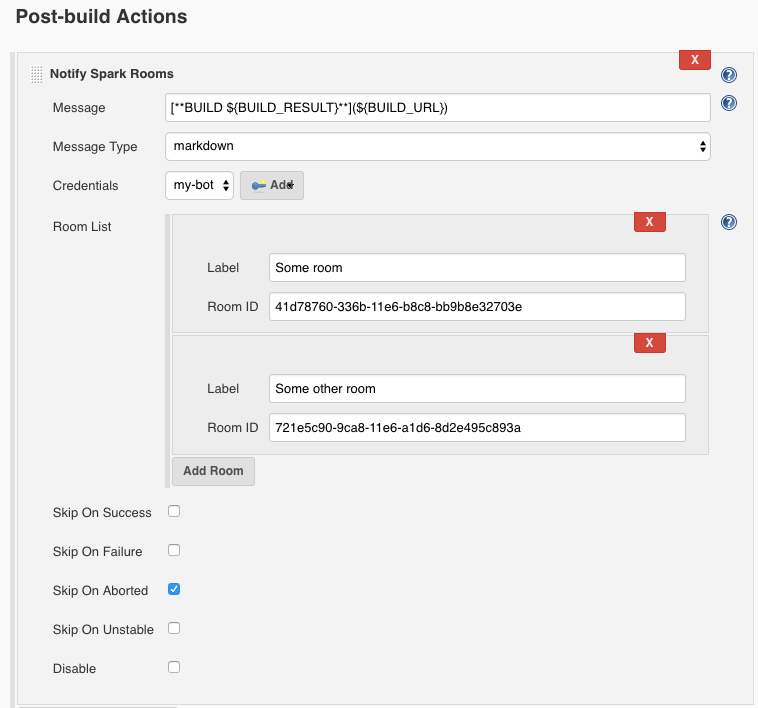 Post-build Actions
X
Notify Spark Rooms
?
Message
[**BUILD ${BUILD_RESULT}**](${BUILD_URL})
?
Message Type
markdown
Credentials
my-bot
Add
Room List
X
?
Label
Some room
Room ID
41d78760-336b-11e6-b8c8-bb9b8e32703e
X
Label
Some other room
Room ID
721e5c90-9ca8-11e6-a1d6-8d2e495c893a
Add Room
Skip On Success
Skip On Failure
Skip On Aborted
Skip On Unstable
Disable